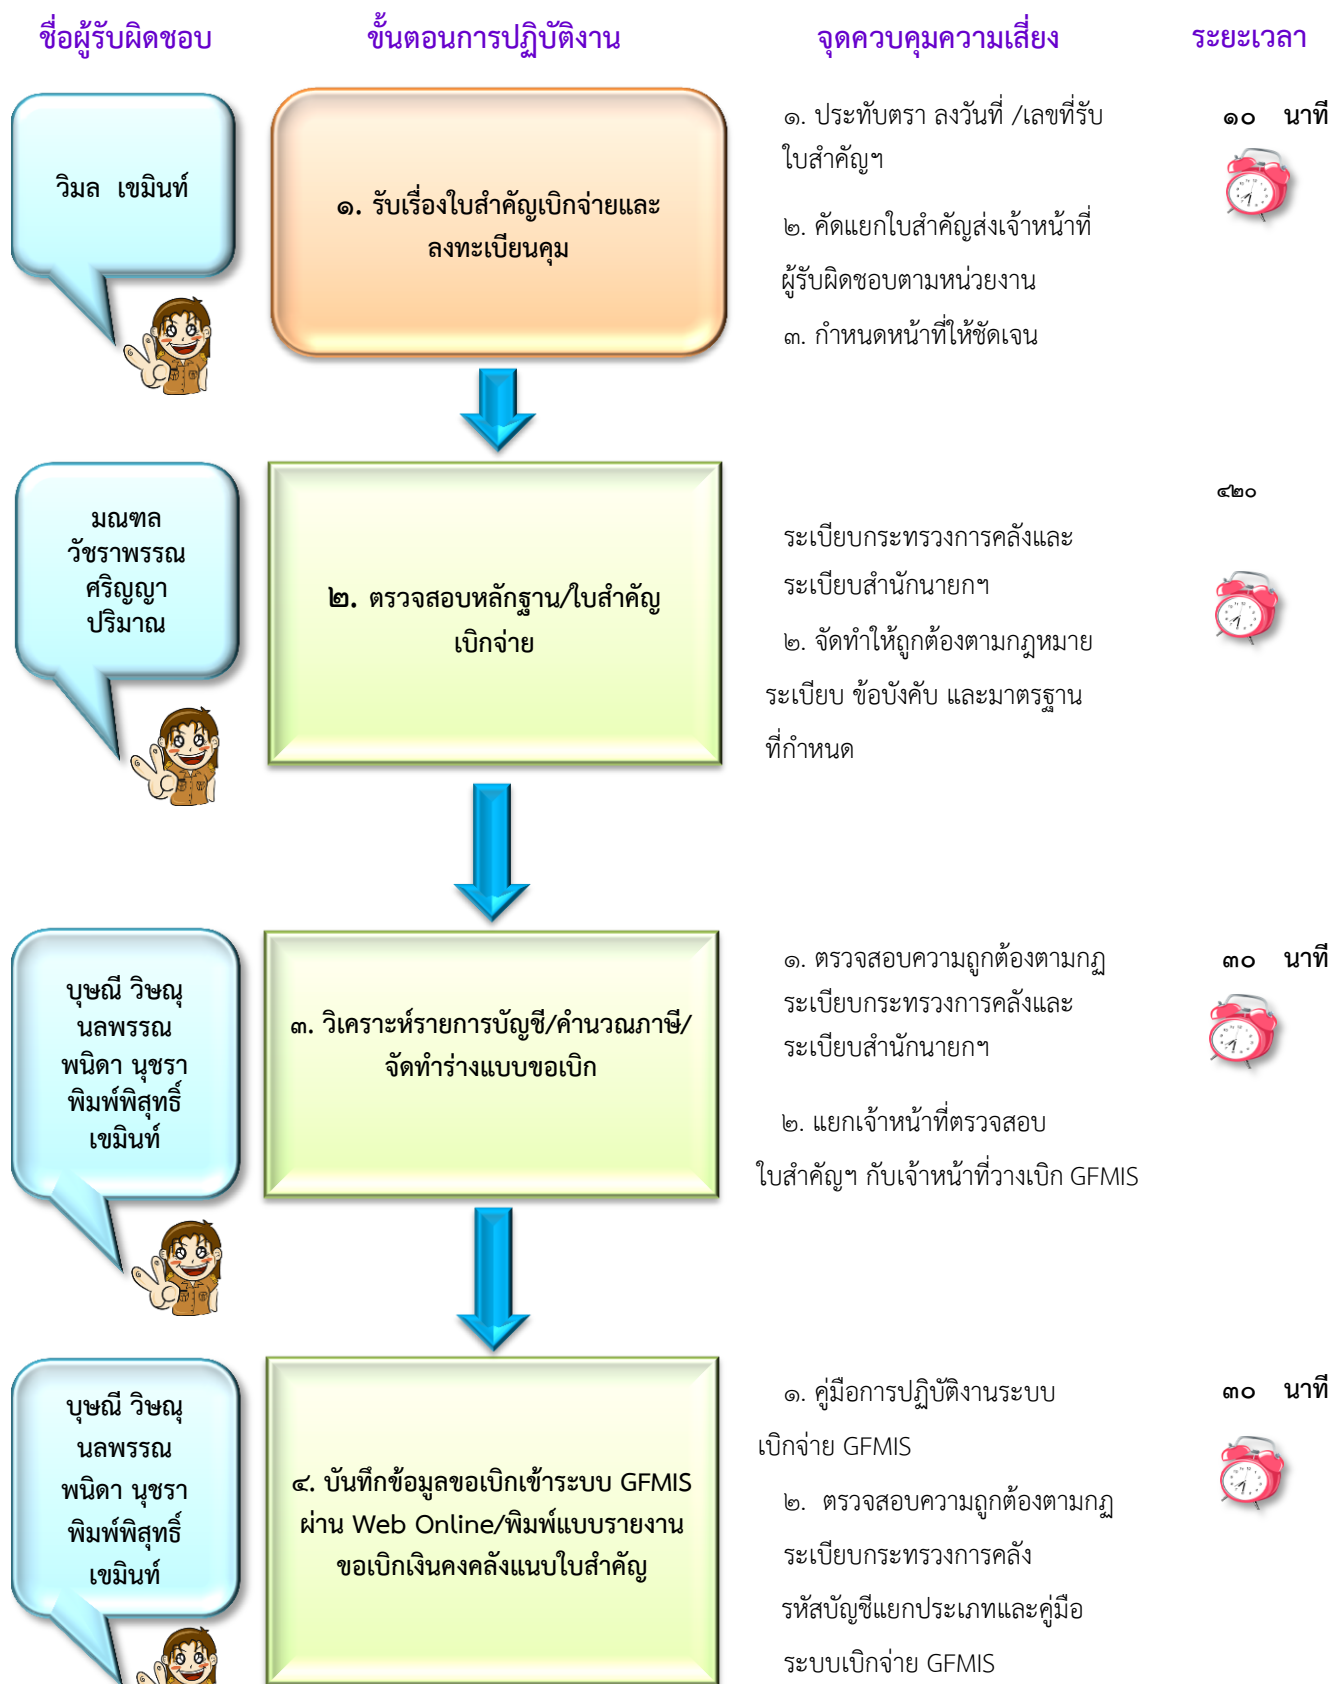 ชื่อผู้รับผิดชอบ ขั้นตอนการปฏิบัติงาน จุดควบคุมความเสี่ยง ระยะเวลา
วิมล เขมินท์
๑. รับเรื่องใบสำคัญเบิกจ่ายและ
ลงทะเบียนคุม
๑. ประทับตรา ลงวันที่ /เลขที่รับ
ใบสำคัญฯ
๒. คัดแยกใบสำคัญส่งเจ้าหน้าที่
ผู้รับผิดชอบตามหน่วยงาน
๓. กำหนดหน้าที่ให้ชัดเจน
๑๐ นาที
มณฑล
วัชราพรรณ
ศริญญา
ปริมาณ
๒. ตรวจสอบหลักฐาน/ใบสำคัญ
เบิกจ่าย
ระเบียบกระทรวงการคลังและ
ระเบียบสำนักนายกฯ
๒. จัดทำให้ถูกต้องตามกฎหมาย
ระเบียบ ข้อบังคับ และมาตรฐาน
ที่กำหนด
๔๒๐
บุษณี วิษณุ
นลพรรณ
พนิดา นุชรา
พิมพ์พิสุทธิ์
เขมินท์
๓. วิเคราะห์รายการบัญชี/คำนวณภาษี/
จัดทำร่างแบบขอเบิก
๑. ตรวจสอบความถูกต้องตามกฏ
ระเบียบกระทรวงการคลังและ
ระเบียบสำนักนายกฯ
๒. แยกเจ้าหน้าที่ตรวจสอบ
ใบสำคัญฯ กับเจ้าหน้าที่วางเบิก GFMIS
๓๐ นาที
บุษณี วิษณุ
นลพรรณ
พนิดา นุชรา
พิมพ์พิสุทธิ์
เขมินท์
๔. บันทึกข้อมูลขอเบิกเข้าระบบ GFMIS
ผ่าน Web Online/พิมพ์แบบรายงาน
ขอเบิกเงินคงคลังแนบใบสำคัญ
๑. คู่มือการปฏิบัติงานระบบ
เบิกจ่าย GFMIS
๒. ตรวจสอบความถูกต้องตามกฏ
ระเบียบกระทรวงการคลัง
รหัสบัญชีแยกประเภทและคู่มือ
ระบบเบิกจ่าย GFMIS
๓๐ นาที